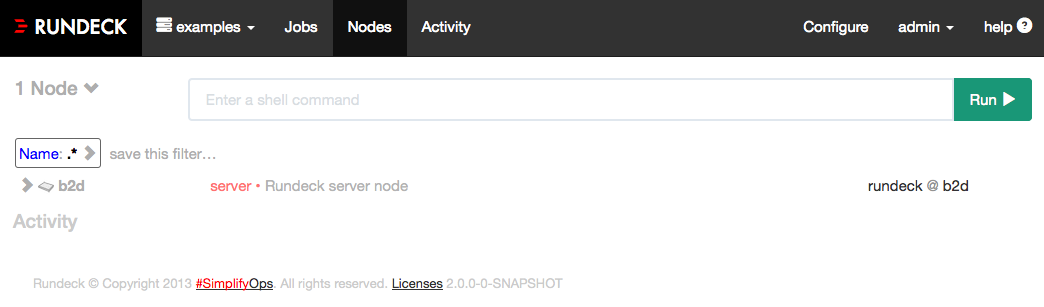 RUNDECK examples Jobs Nodes Activity Configure admin help ?
1 Node Enter a shell command Run
Name: .* save this filter...
b2d server • Rundeck server node rundeck @ b2d
Activity
Rundeck © Copyright 2013 #SimplifyOps. All rights reserved. Licenses 2.0.0-0-SNAPSHOT